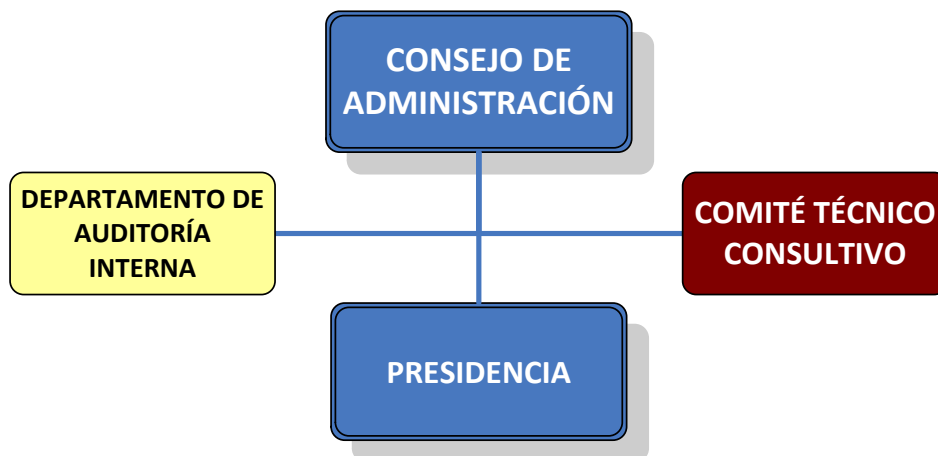 CONSEJO DE
ADMINISTRACIÓN
DEPARTAMENTO DE
AUDITORÍA
INTERNA
COMITÉ TÉCNICO
CONSULTIVO
PRESIDENCIA